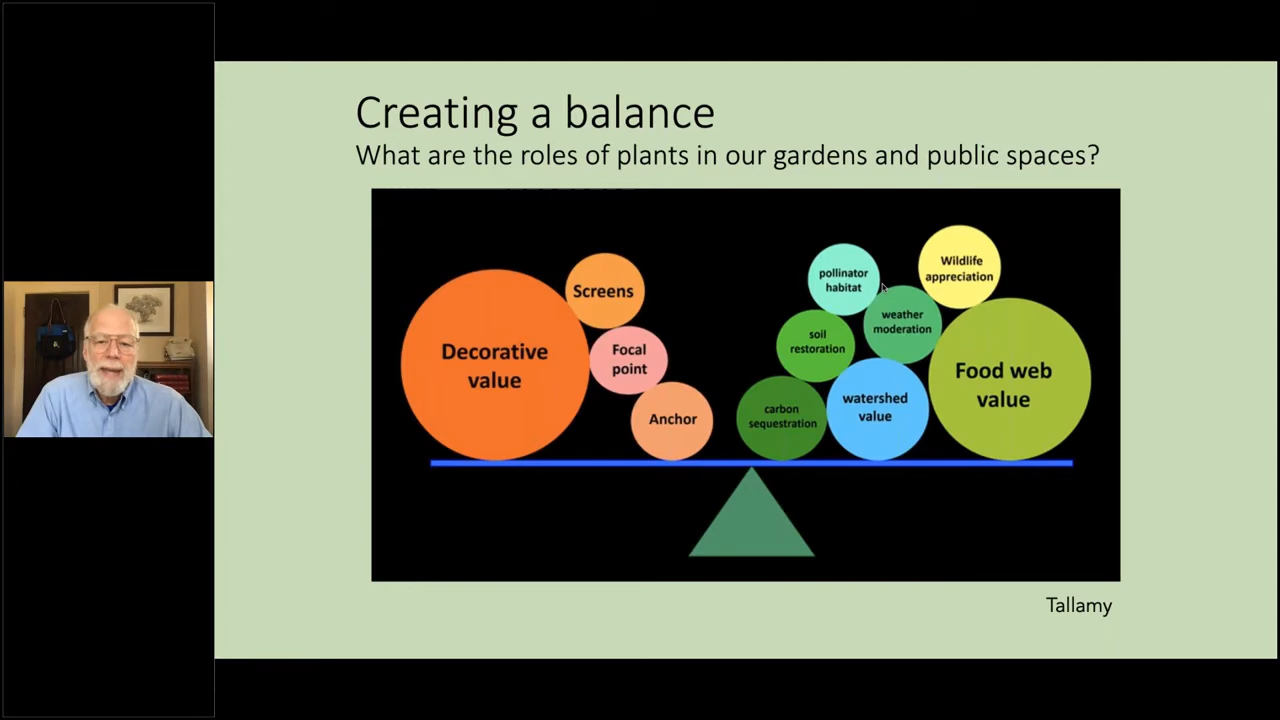 Creating a balance
What are the roles of plants in our gardens and public spaces?
Decorative
value
Screens
Focal
point
Anchor
pollinator
habitat
Wildlife
appreciation
soil
restoration
weather
moderation
carbon
sequestration
watershed
value
Food web
value
Tallamy